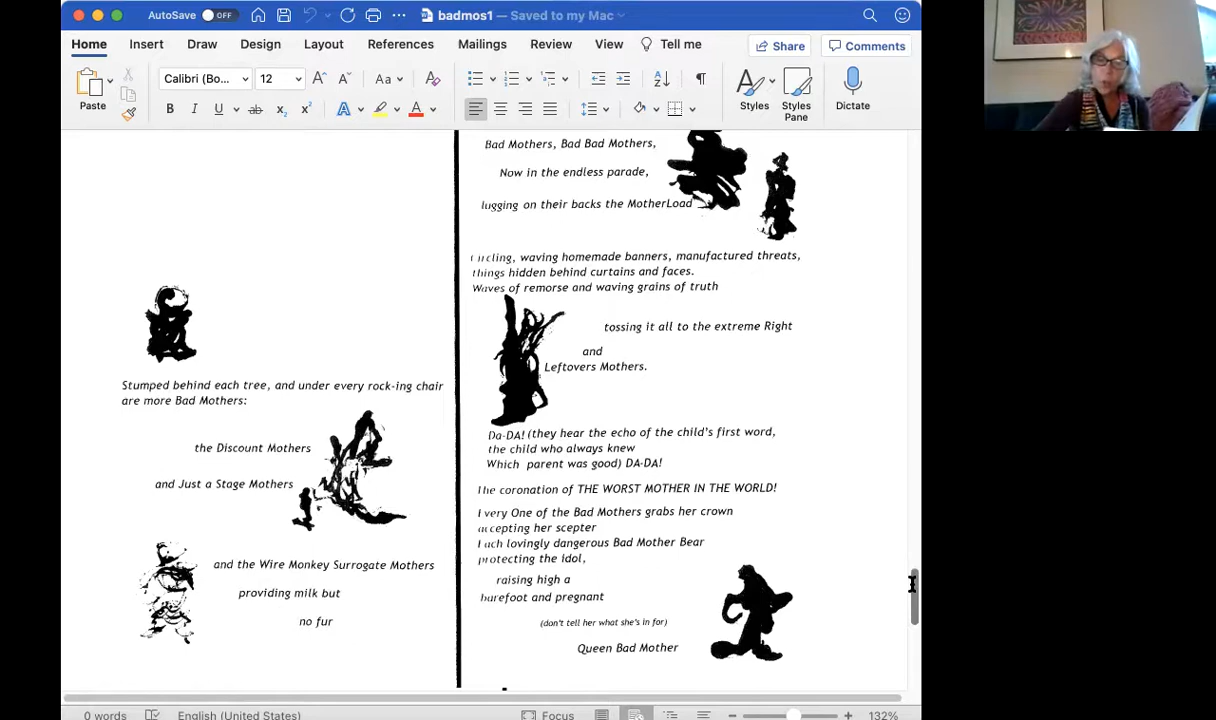 AutoSave OFF
badmos1 — Saved to my Mac
Home Insert Draw Design Layout References Mailings Review View Tell me
Share Comments
Paste
Calibri (Bo... 12
Styles
Styles Pane
Dictate
Stumped behind each tree, and under every rock-ing chair
are more Bad Mothers:
the Discount Mothers
and Just a Stage Mothers
and the Wire Monkey Surrogate Mothers
providing milk but
no fur
Bad Mothers, Bad Bad Mothers,
Now in the endless parade,
lugging on their backs the MotherLoad
Circling, waving homemade banners, manufactured threats,
things hidden behind curtains and faces.
Waves of remorse and waving grains of truth
tossing it all to the extreme Right
and
Leftovers Mothers.
Da-DA! (they hear the echo of the child's first word,
the child who always knew
Which parent was good) DA-DA!
The coronation of THE WORST MOTHER IN THE WORLD!
Every One of the Bad Mothers grabs her crown
accepting her scepter
Each lovingly dangerous Bad Mother Bear
protecting the idol,
raising high a
barefoot and pregnant
(don't tell her what she's in for)
Queen Bad Mother
0 words English (United States) Focus 132%